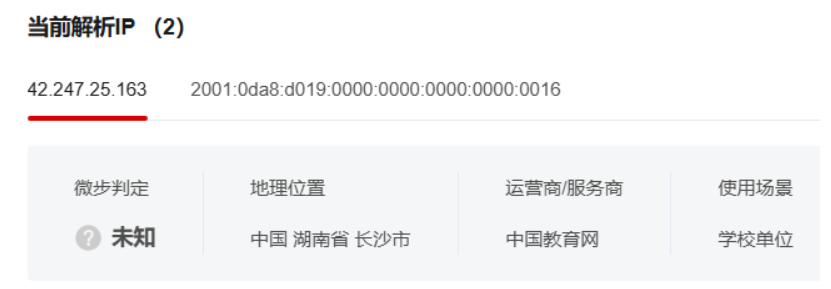 当前解析IP （2）
42.247.25.163 2001:0da8:d019:0000:0000:0000:0000:0016
微步判定 地理位置 运营商/服务商 使用场景
? 未知 中国 湖南省 长沙市 中国教育网 学校单位